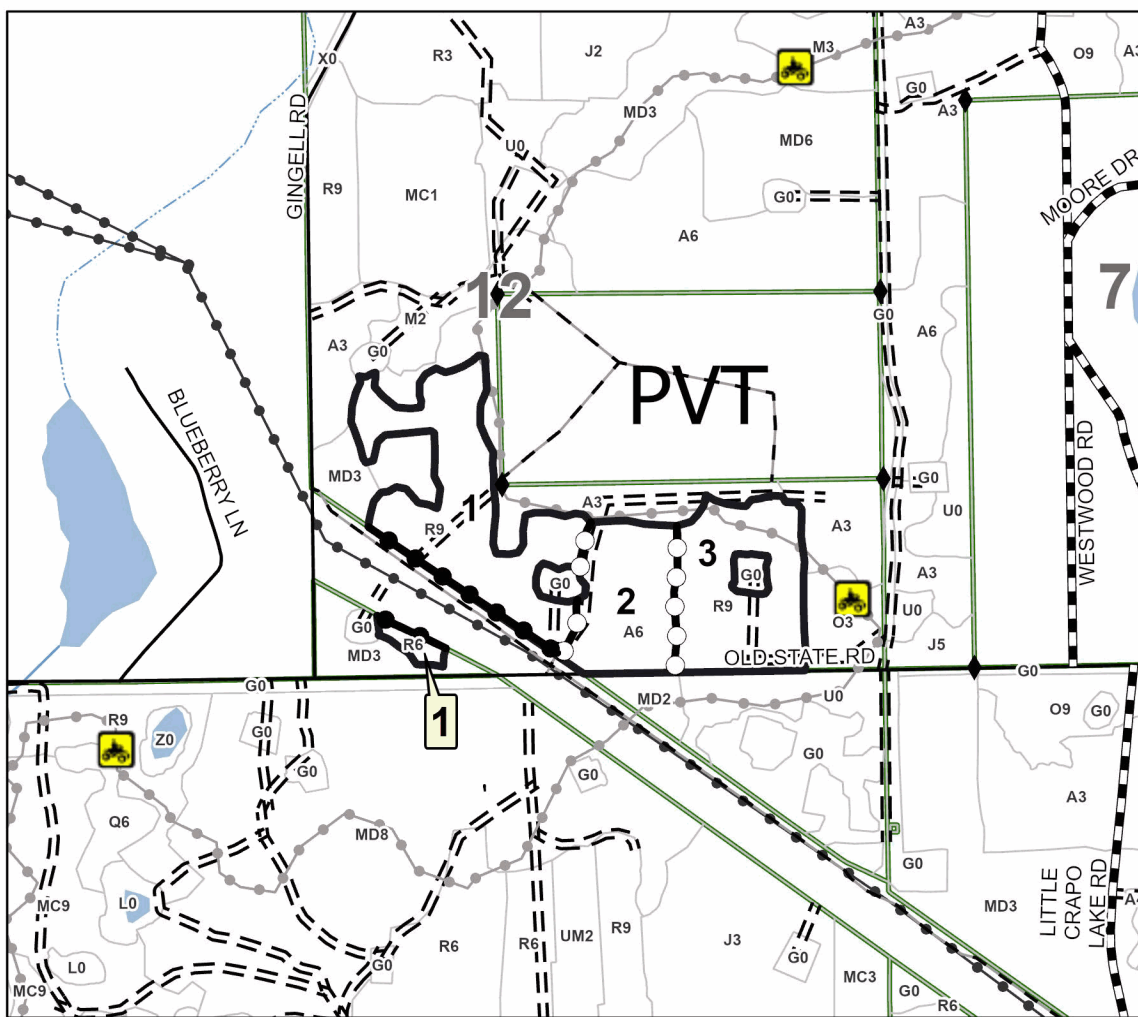 A3
M3
X0
R3
J2
O9
A3
G0
GINGELL RD
MD3
A3
U0
MD6
R9
MC1
G0
MOORE DR
A6
7
12
M2
G0
A3
A6
G0
PVT
BLUEBERRY LN
WESTWOOD RD
MD3
G0
1
R9
A3
A3
U0
3
G0
G0
A3
2
R9
U0
G0
R6
A6
O3
MD3
OLD STATE RD
J5
G0
G0
MD2
U0
1
R9
Z0
G0
O9
G0
G0
G0
G0
A3
Q6
MD8
G0
LITTLE
CRAPO
LAKE RD
MC9
L0
MD3
A4
R6
R6
UM2
R9
J3
L0
G0
G0
MC3
G0
MC9
R6